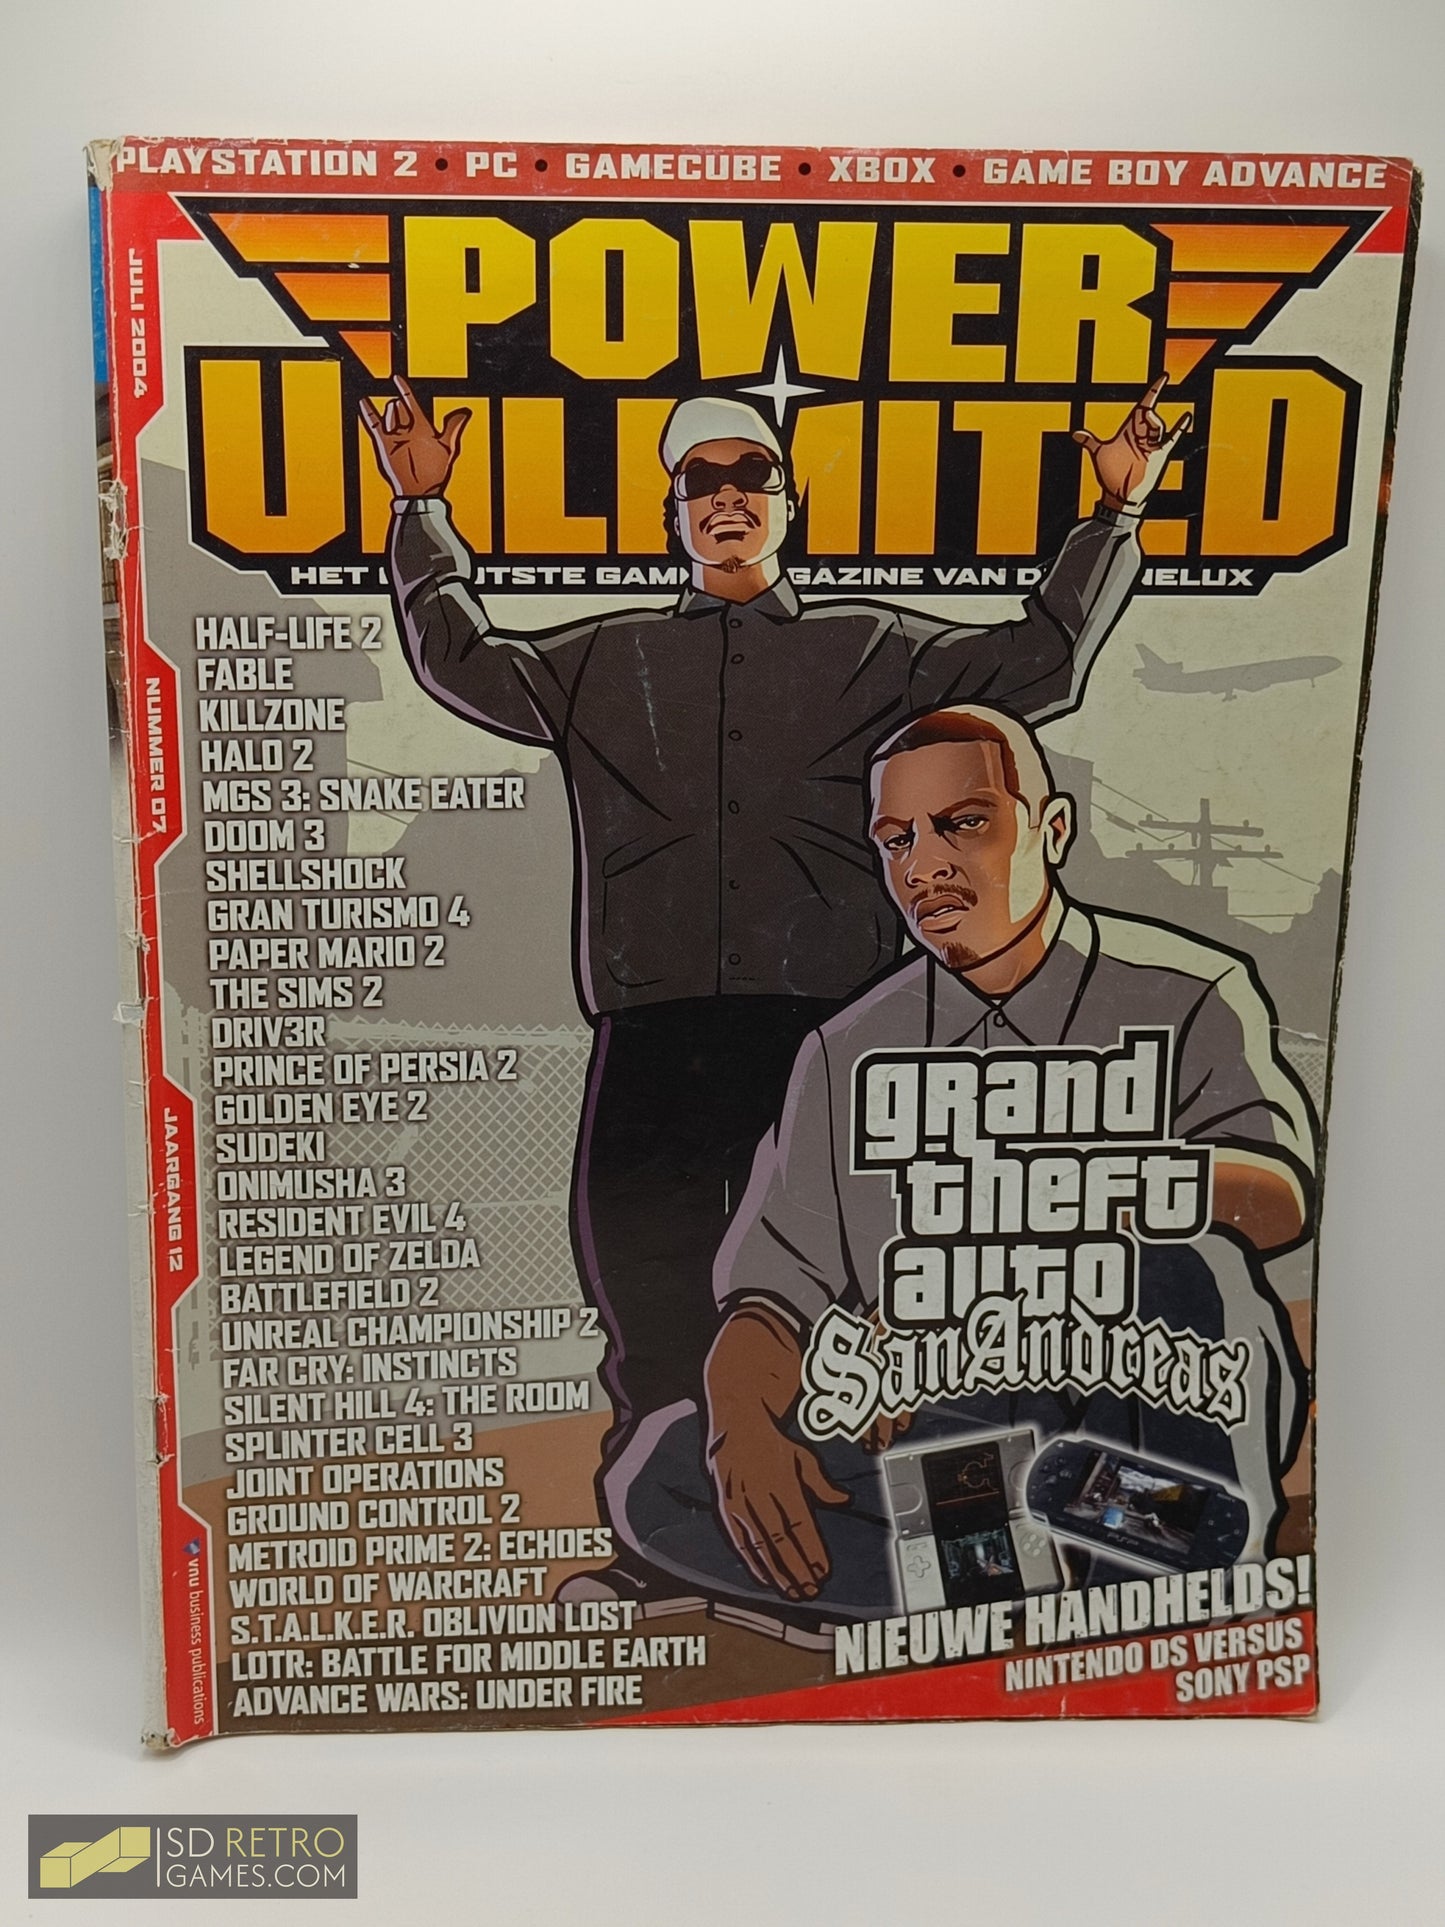 PLAYSTATION 2 • PC • GAMECUBE • XBOX • GAME BOY ADVANCE
POWER
UNLIMITED
HET GAZINE VAN D
JULI 2004
NUMMER 07
JAARGANG 12
vnu business publications
HALF-LIFE 2
FABLE
KILLZONE
HALO 2
MGS 3: SNAKE EATER
DOOM 3
SHELLSHOCK
GRAN TURISMO 4
PAPER MARIO 2
THE SIMS 2
DRIV3R
PRINCE OF PERSIA 2
GOLDEN EYE 2
SUDEKI
ONIMUSHA 3
RESIDENT EVIL 4
LEGEND OF ZELDA
BATTLEFIELD 2
UNREAL CHAMPIONSHIP 2
FAR CRY: INSTINCTS
SILENT HILL 4: THE ROOM
SPLINTER CELL 3
JOINT OPERATIONS
GROUND CONTROL 2
METROID PRIME 2: ECHOES
WORLD OF WARCRAFT
S.T.A.L.K.E.R. OBLIVION LOST
LOTR: BATTLE FOR MIDDLE EARTH
ADVANCE WARS: UNDER FIRE
grand
theft
auto
San Andreas
NIEUWE HANDHELDS!
NINTENDO DS VERSUS
SONY PSP
SD RETRO
GAMES.COM